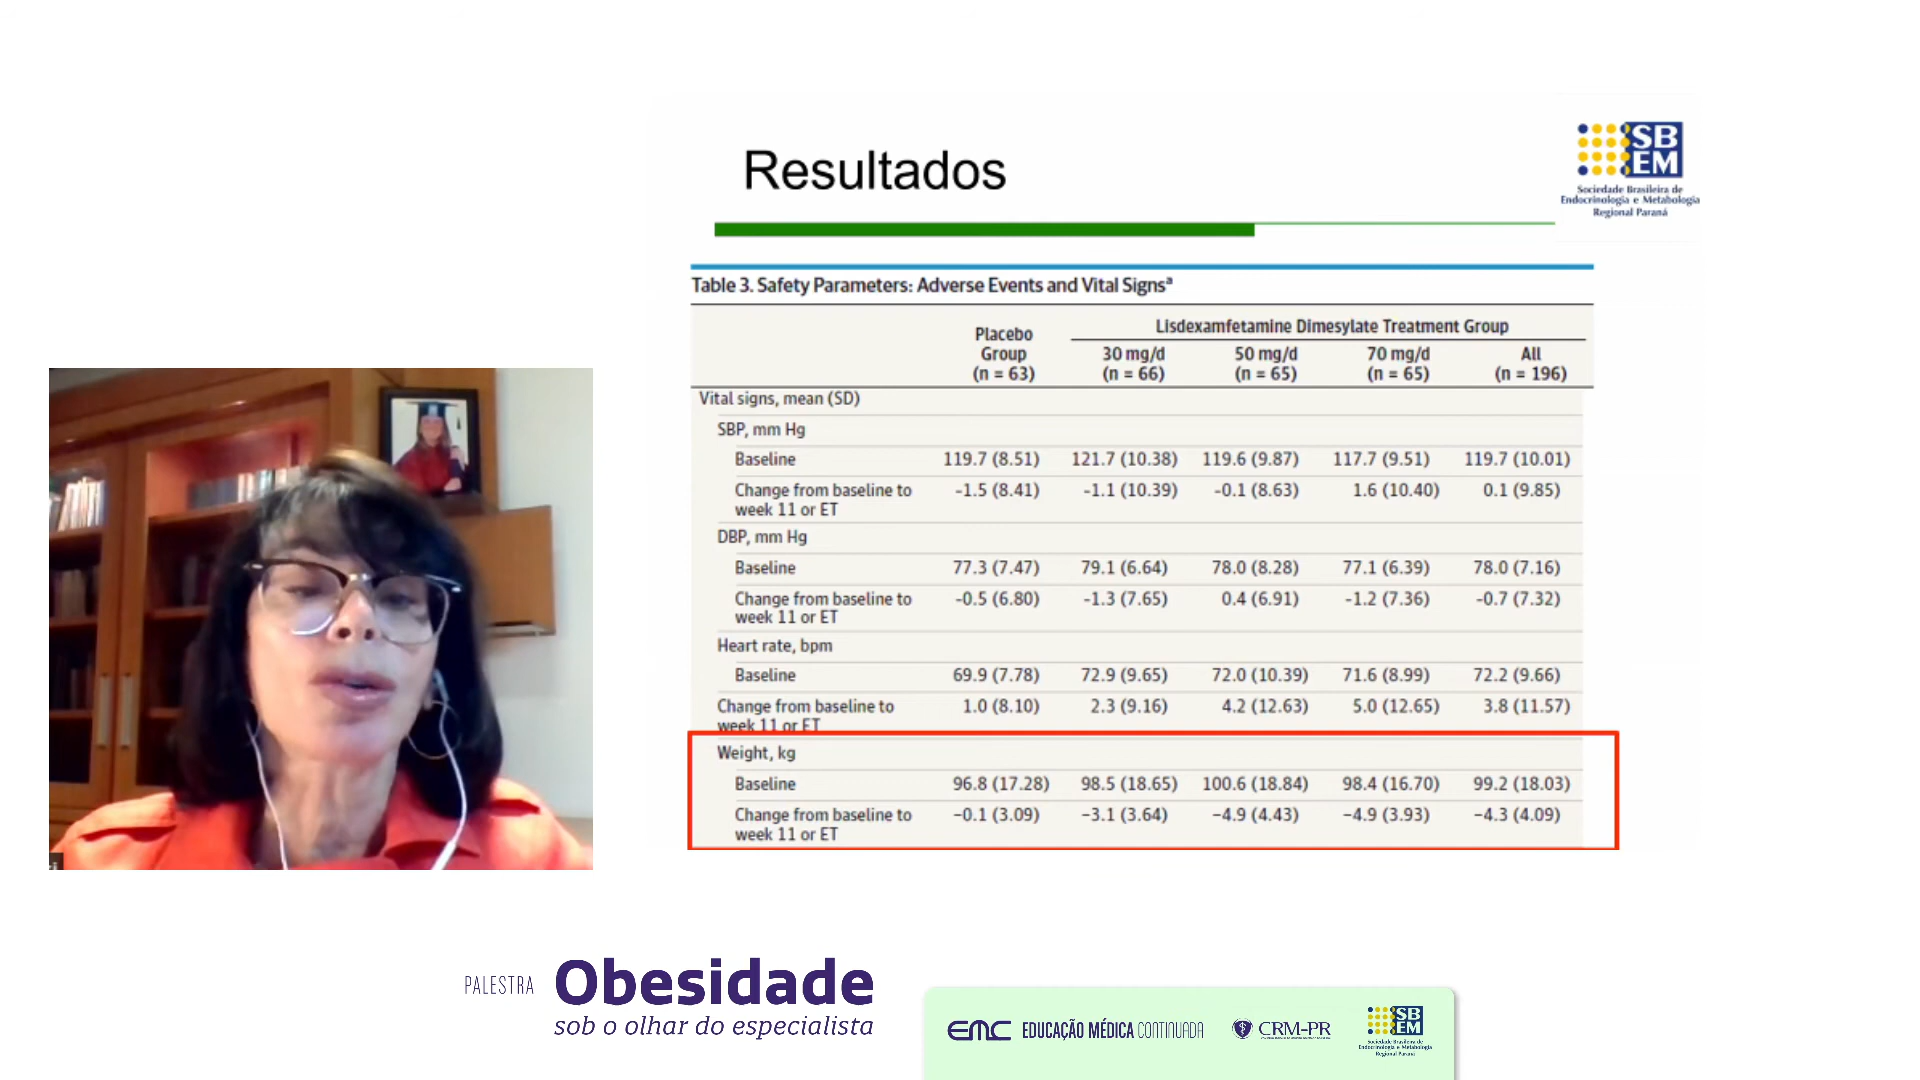 Resultados
SB
EM
Sociedade Brasileira de
Endocrinologia e Metabologia
Regional Paraná
Table 3. Safety Parameters: Adverse Events and Vital Signsª
Placebo Group (n = 63)
Lisdexamfetamine Dimesylate Treatment Group
30 mg/d (n = 66) 50 mg/d (n = 65) 70 mg/d (n = 65) All (n = 196)
Vital signs, mean (SD)
SBP, mm Hg
Baseline 119.7 (8.51) 121.7 (10.38) 119.6 (9.87) 117.7 (9.51) 119.7 (10.01)
Change from baseline to week 11 or ET -1.5 (8.41) -1.1 (10.39) -0.1 (8.63) 1.6 (10.40) 0.1 (9.85)
DBP, mm Hg
Baseline 77.3 (7.47) 79.1 (6.64) 78.0 (8.28) 77.1 (6.39) 78.0 (7.16)
Change from baseline to week 11 or ET -0.5 (6.80) -1.3 (7.65) 0.4 (6.91) -1.2 (7.36) -0.7 (7.32)
Heart rate, bpm
Baseline 69.9 (7.78) 72.9 (9.65) 72.0 (10.39) 71.6 (8.99) 72.2 (9.66)
Change from baseline to week 11 or ET 1.0 (8.10) 2.3 (9.16) 4.2 (12.63) 5.0 (12.65) 3.8 (11.57)
Weight, kg
Baseline 96.8 (17.28) 98.5 (18.65) 100.6 (18.84) 98.4 (16.70) 99.2 (18.03)
Change from baseline to week 11 or ET −0.1 (3.09) −3.1 (3.64) −4.9 (4.43) −4.9 (3.93) −4.3 (4.09)
PALESTRA Obesidade
sob o olhar do especialista
EMC EDUCAÇÃO MÉDICA CONTINUADA
CRM-PR
SB
EM
Sociedade Brasileira de
Endocrinologia e Metabologia
Regional Paraná